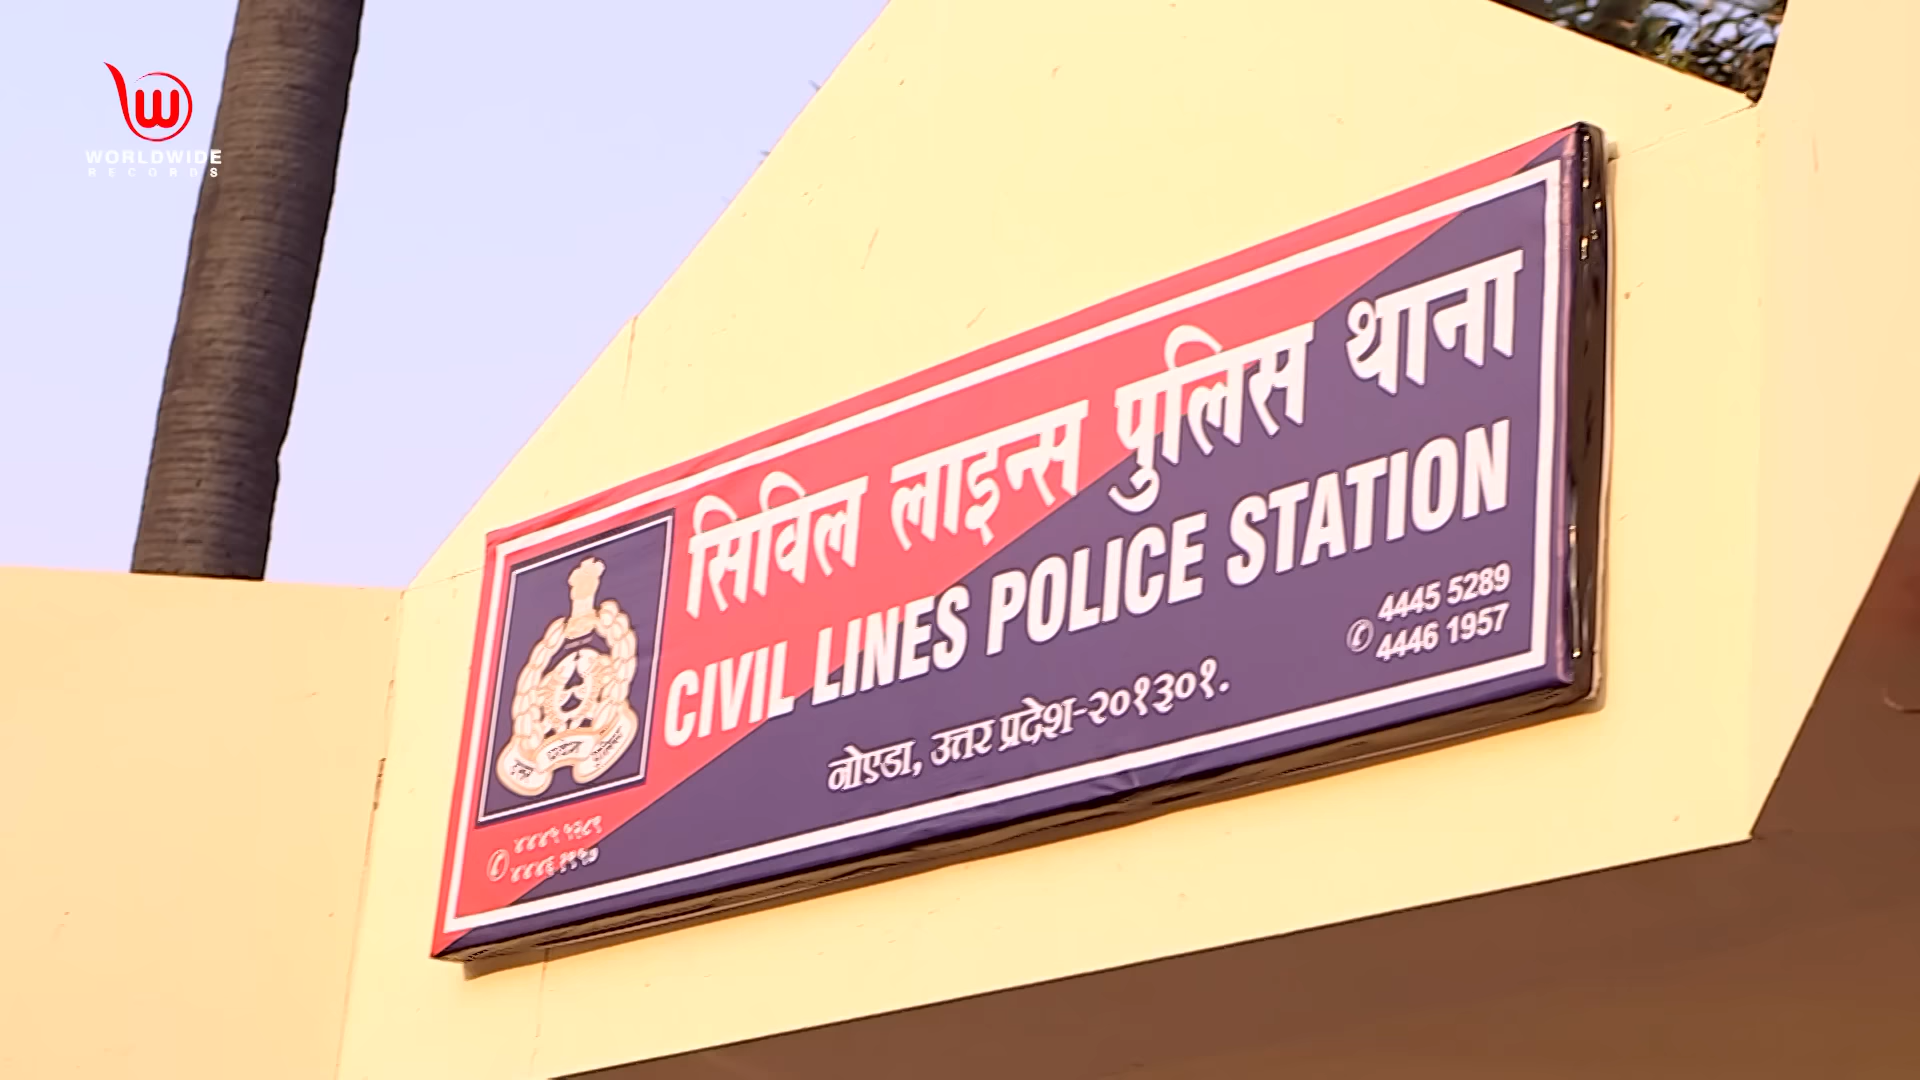 WORLDWIDE
RECORDS
सिविल लाइन्स पुलिस थाना
CIVIL LINES POLICE STATION
4445 5289
4446 1957
नोएडा, उत्तर प्रदेश-२०१३०१.